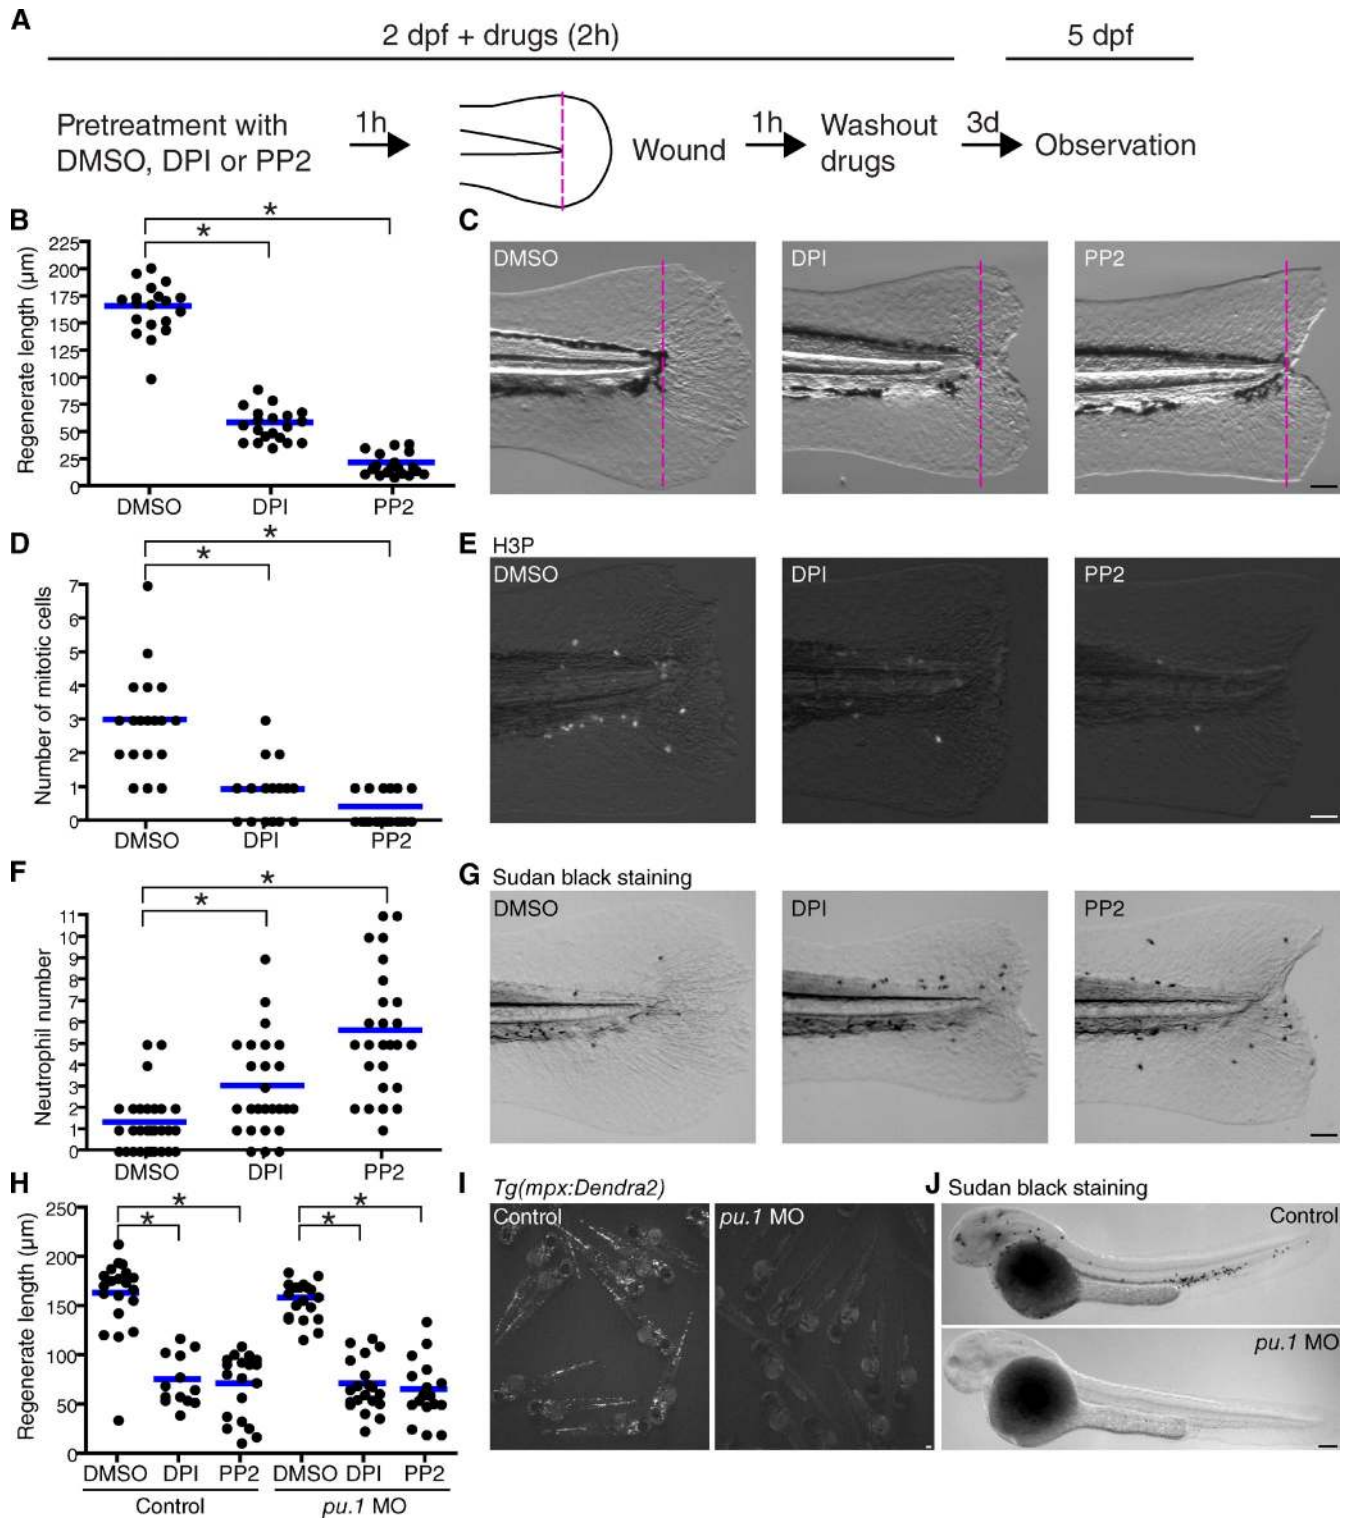 A
2 dpf + drugs (2h)
5 dpf
Pretreatment with
DMSO, DPI or PP2
1h
Wound
1h
Washout
drugs
3d
Observation
B
*
*
Regenerate length (µm)
225
200
175
150
125
100
75
50
25
0
DMSO
DPI
PP2
C
DMSO
DPI
PP2
D
*
*
Number of mitotic cells
7
6
5
4
3
2
1
0
DMSO
DPI
PP2
E
H3P
DMSO
DPI
PP2
F
*
*
Neutrophil number
11
10
9
8
7
6
5
4
3
2
1
0
DMSO
DPI
PP2
G
Sudan black staining
DMSO
DPI
PP2
H
*
*
*
*
Regenerate length (µm)
250
200
150
100
50
0
DMSO DPI PP2 DMSO DPI PP2
Control
pu.1 MO
I
Tg(mpx:Dendra2)
Control
pu.1 MO
J
Sudan black staining
Control
pu.1 MO